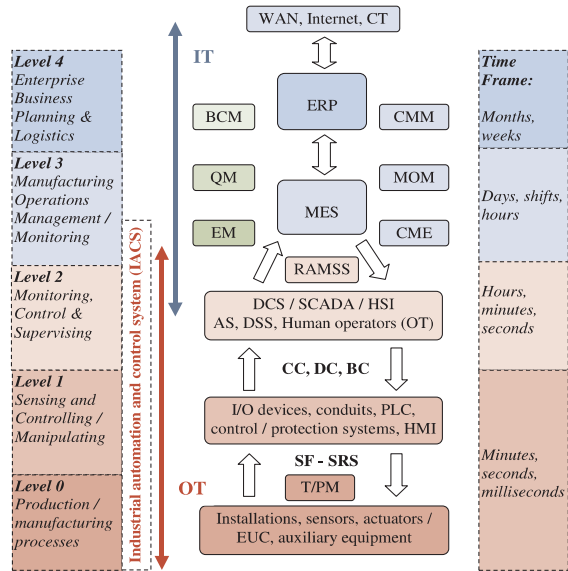 WAN, Internet, CT
IT
Level 4
Enterprise
Business
Planning &
Logistics
Time
Frame:
Months,
weeks
BCM
ERP
CMM
Level 3
Manufacturing
Operations
Management /
Monitoring
QM
MES
MOM
EM
CME
Days, shifts,
hours
Industrial automation and control system (IACS)
RAMSS
Level 2
Monitoring,
Control &
Supervising
DCS / SCADA / HSI
AS, DSS, Human operators (OT)
Hours,
minutes,
seconds
CC, DC, BC
Level 1
Sensing and
Controlling /
Manipulating
I/O devices, conduits, PLC,
control / protection systems, HMI
Minutes,
seconds,
milliseconds
SF - SRS
Level 0
Production /
manufacturing
processes
OT
T/PM
Installations, sensors, actuators /
EUC, auxiliary equipment